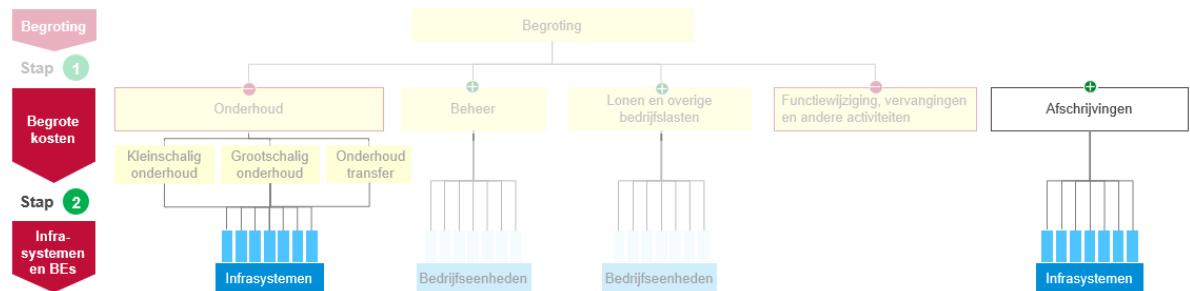 Begroting
Begroting
Stap 1
Begrote
kosten
Onderhoud
Beheer
Lonen en overige
bedrijfslasten
Functiewijziging, vervangingen
en andere activiteiten
Afschrijvingen
Kleinschalig
onderhoud
Grootschalig
onderhoud
Onderhoud
transfer
Stap 2
Infra-
systemen
en BEs
Infrasystemen
Bedrijfseenheden
Bedrijfseenheden
Infrasystemen